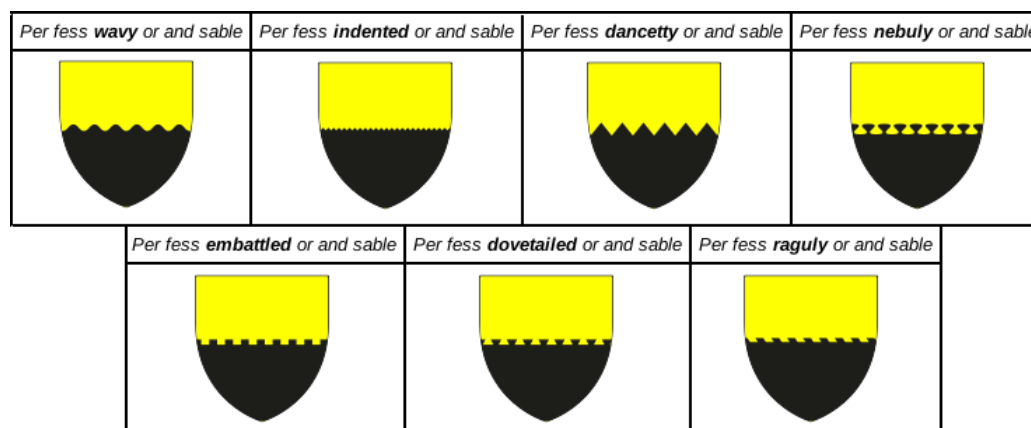 Per fess wavy or and sable
Per fess indented or and sable
Per fess dancetty or and sable
Per fess nebuly or and sable
Per fess embattled or and sable
Per fess dovetailed or and sable
Per fess raguly or and sable